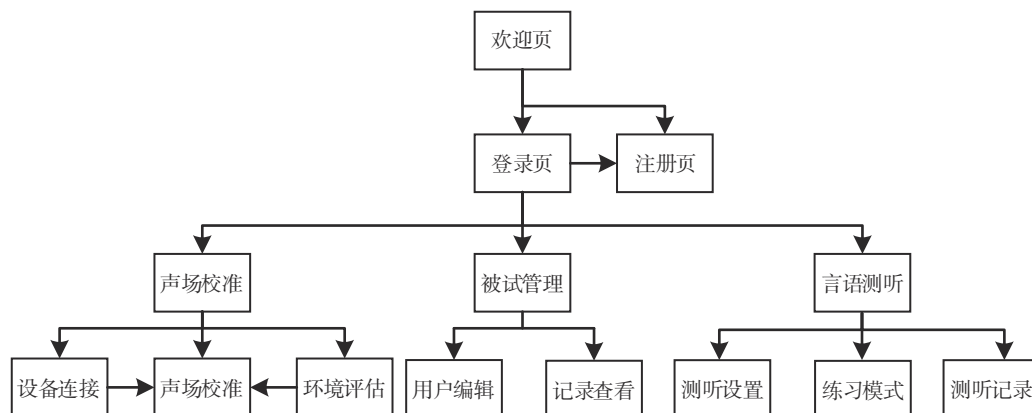 欢迎页
登录页
注册页
声场校准
被试管理
言语测听
设备连接
声场校准
环境评估
用户编辑
记录查看
测听设置
练习模式
测听记录